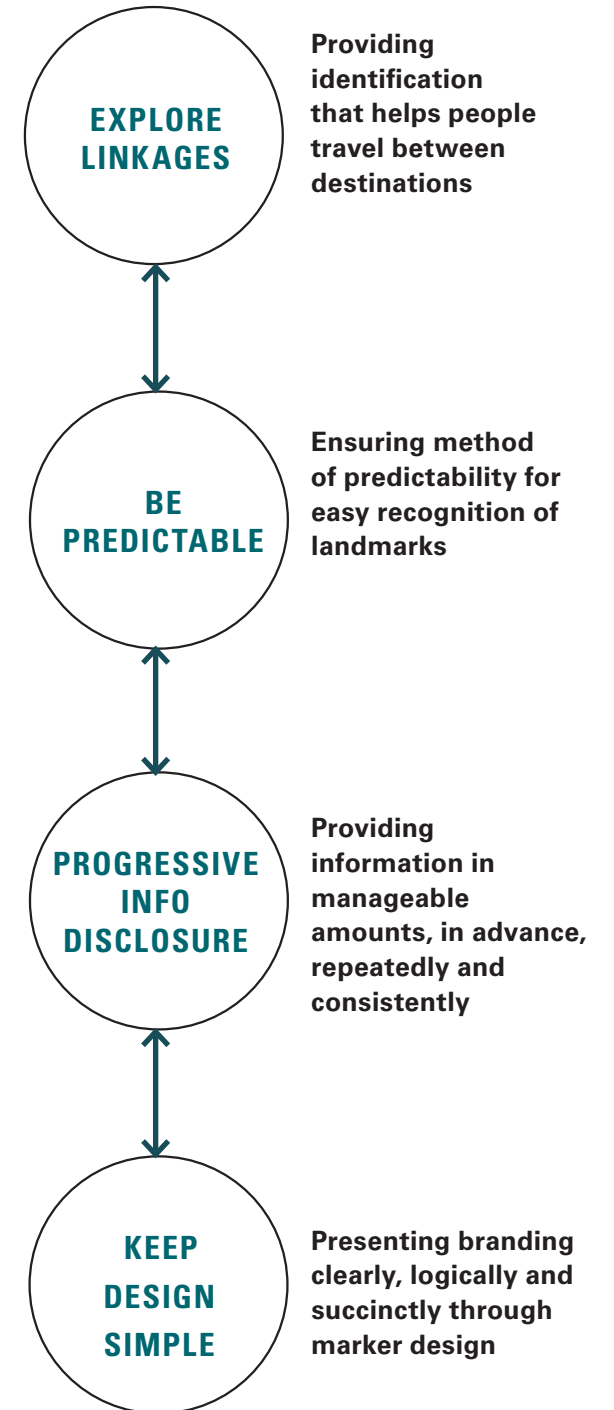 EXPLORE
LINKAGES
Providing
identification
that helps people
travel between
destinations
BE
PREDICTABLE
Ensuring method
of predictability for
easy recognition of
landmarks
PROGRESSIVE
INFO
DISCLOSURE
Providing
information in
manageable
amounts, in advance,
repeatedly and
consistently
KEEP
DESIGN
SIMPLE
Presenting branding
clearly, logically and
succinctly through
marker design